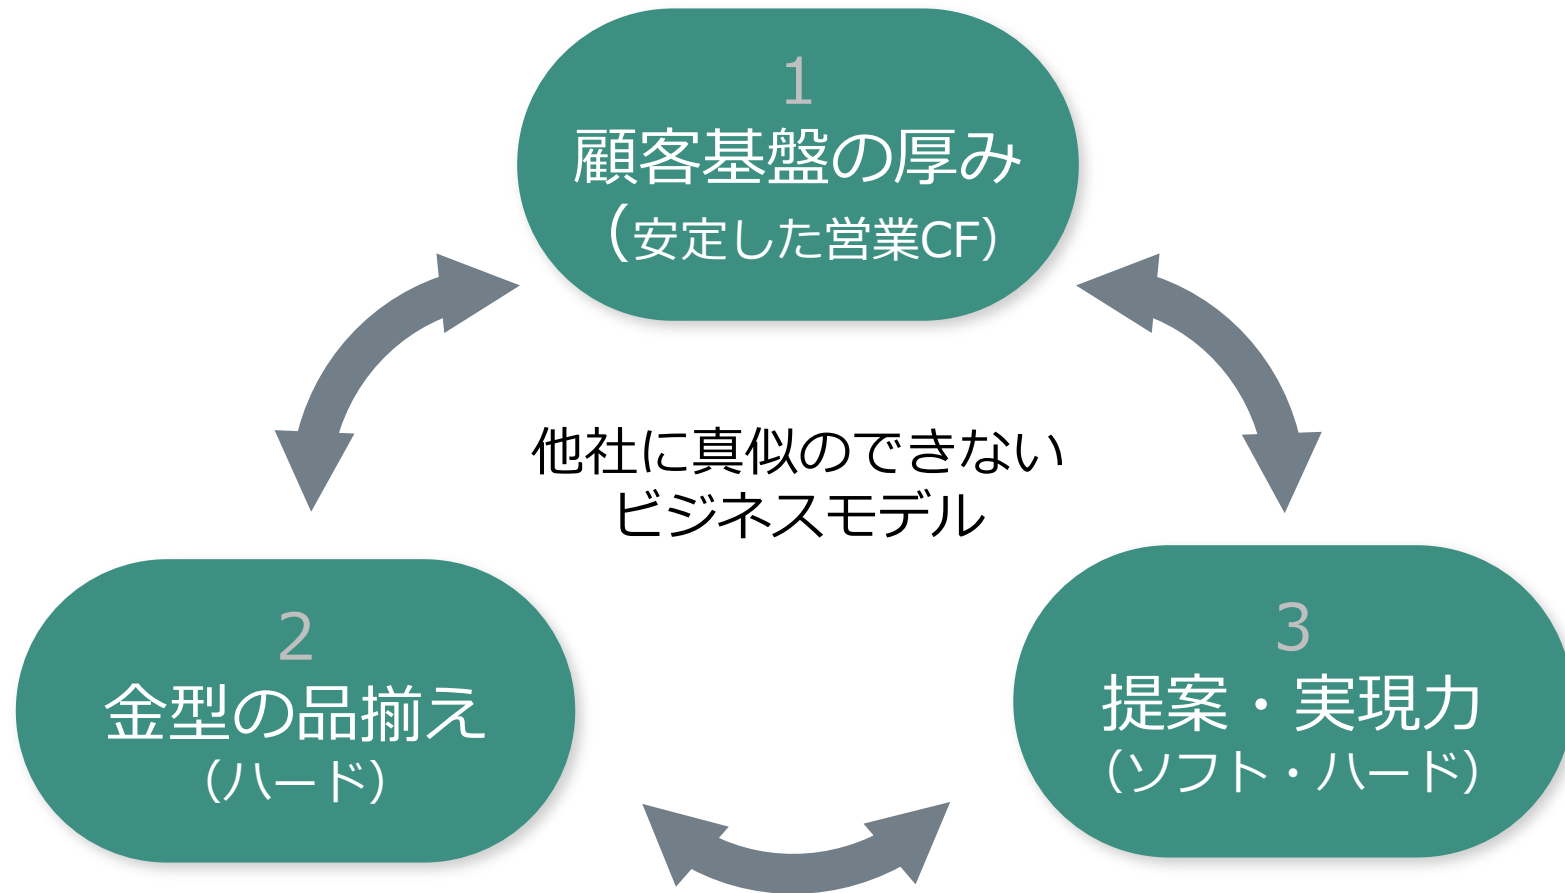 1
顧客基盤の厚み
（安定した営業CF）
他社に真似のできない
ビジネスモデル
2
金型の品揃え
（ハード）
3
提案・実現力
（ソフト・ハード）